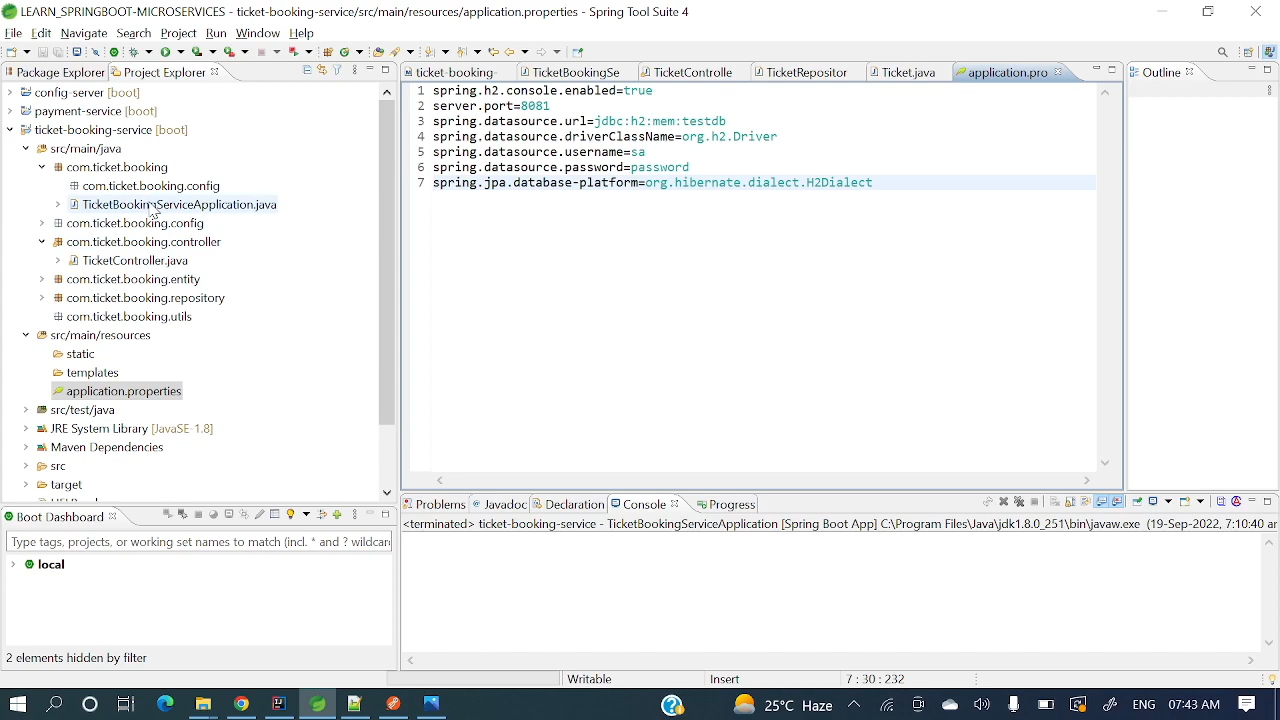 LEARN_SPRINGBOOT-MICROSERVICES - ticket-booking-service/src/main/resources/application.properties - Spring Tool Suite 4
File Edit Navigate Search Project Run Window Help
Package Explorer Project Explorer
config-server [boot]
payment-service [boot]
ticket-booking-service [boot]
src/main/java
com.ticket.booking
com.ticket.booking.config
TicketBookingServiceApplication.java
com.ticket.booking.config
com.ticket.booking.controller
TicketController.java
com.ticket.booking.entity
com.ticket.booking.repository
com.ticket.booking.utils
src/main/resources
static
templates
application.properties
src/test/java
JRE System Library [JavaSE-1.8]
Maven Dependencies
src
target
ticket-booking- TicketBookingSe TicketControlle TicketRepositor Ticket.java application.pro
1 spring.h2.console.enabled=true
2 server.port=8081
3 spring.datasource.url=jdbc:h2:mem:testdb
4 spring.datasource.driverClassName=org.h2.Driver
5 spring.datasource.username=sa
6 spring.datasource.password=password
7 spring.jpa.database-platform=org.hibernate.dialect.H2Dialect
Outline
Boot Dashboard
Type tags, projects, or working set names to match (incl. * and ? wildcar
local
2 elements hidden by filter
Problems Javadoc Declaration Console Progress
<terminated> ticket-booking-service - TicketBookingServiceApplication [Spring Boot App] C:\Program Files\Java\jdk1.8.0_251\bin\javaw.exe (19-Sep-2022, 7:10:40 ar
Writable Insert 7 : 30 : 232
25°C Haze ENG 07:43 AM